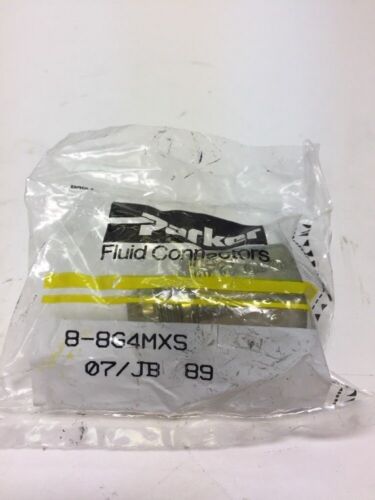 Parker
Fluid Connectors
8-8G4MXS
07/JB 89